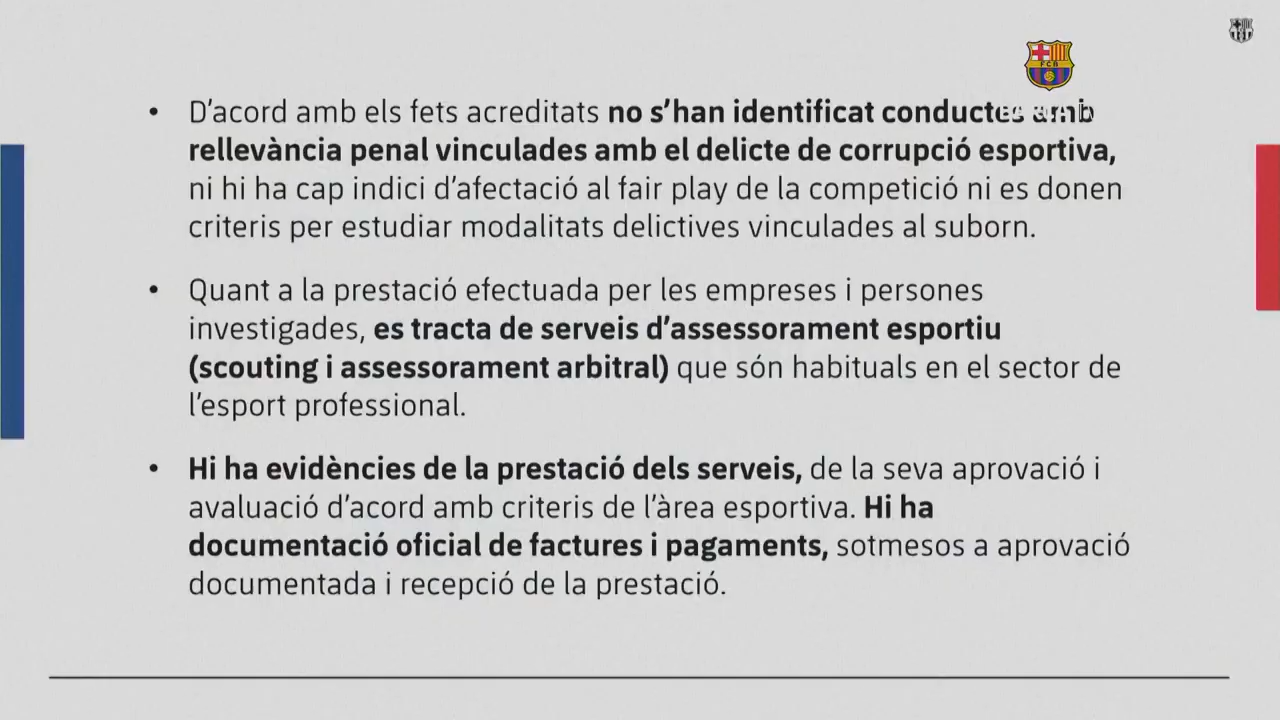 FCB
• D'acord amb els fets acreditats no s'han identificat conductes amb
rellevància penal vinculades amb el delicte de corrupció esportiva,
ni hi ha cap indici d'afectació al fair play de la competició ni es donen
criteris per estudiar modalitats delictives vinculades al suborn.
• Quant a la prestació efectuada per les empreses i persones
investigades, es tracta de serveis d'assessorament esportiu
(scouting i assessorament arbitral) que són habituals en el sector de
l'esport professional.
• Hi ha evidències de la prestació dels serveis, de la seva aprovació i
avaluació d'acord amb criteris de l'àrea esportiva. Hi ha
documentació oficial de factures i pagaments, sotmesos a aprovació
documentada i recepció de la prestació.